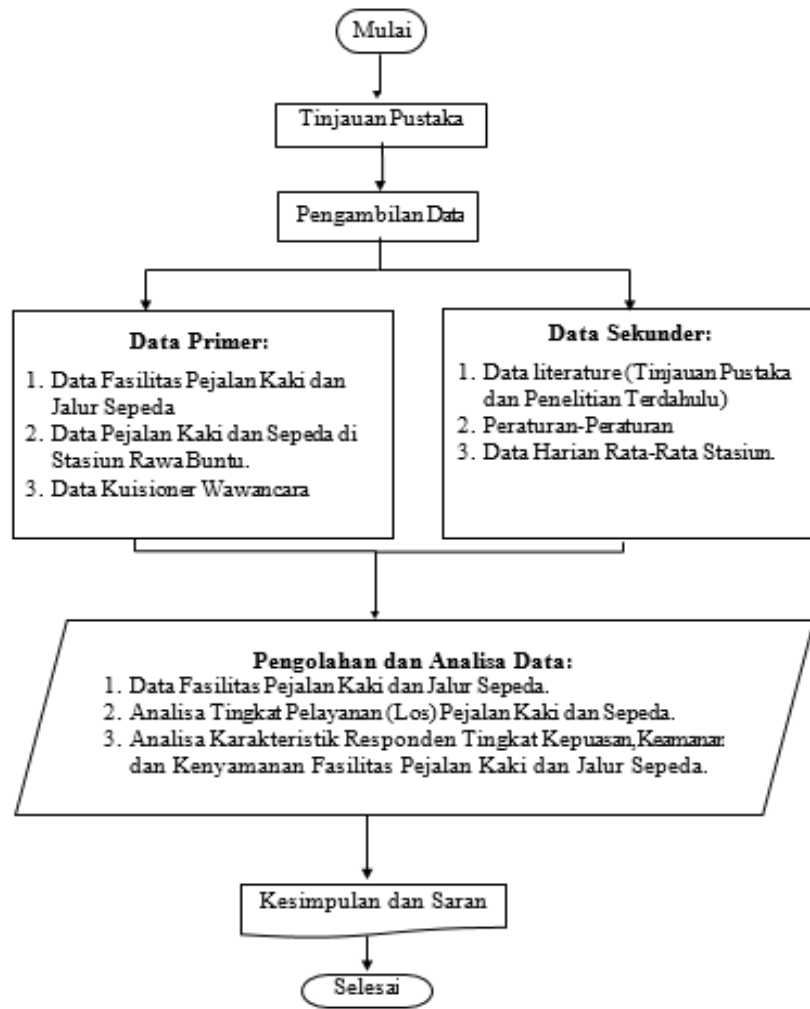 Mulai
Tinjauan Pustaka
Pengambilan Data
Data Primer:
1. Data Fasilitas Pejalan Kaki dan
Jalur Sepeda
2. Data Pejalan Kaki dan Sepeda di
Stasiun Rawa Buntu.
3. Data Kuisioner Wawancara
Data Sekunder:
1. Data literature (Tinjauan Pustaka
dan Penelitian Terdahulu)
2. Peraturan-Peraturan
3. Data Harian Rata-Rata Stasiun.
Pengolahan dan Analisa Data:
1. Data Fasilitas Pejalan Kaki dan Jalur Sepeda.
2. Analisa Tingkat Pelayanan (Los) Pejalan Kaki dan Sepeda.
3. Analisa Karakteristik Responden Tingkat Kepuasan, Keamanan
dan Kenyamanan Fasilitas Pejalan Kaki dan Jalur Sepeda.
Kesimpulan dan Saran
Selesai